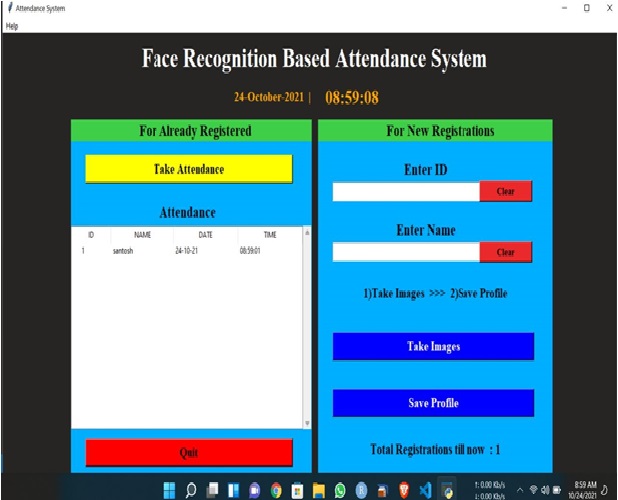 Attendance System
Help
Face Recognition Based Attendance System
24-October-2021 | 08:59:08
For Already Registered
Take Attendance
Attendance
ID NAME DATE TIME
1 santosh 24-10-21 08:59:01
Quit
For New Registrations
Enter ID
Clear
Enter Name
Clear
1)Take Images >>> 2)Save Profile
Take Images
Save Profile
Total Registrations till now : 1
↑: 0.00 Kb/s
↓: 0.00 Kb/s
8:59 AM
10/24/2021